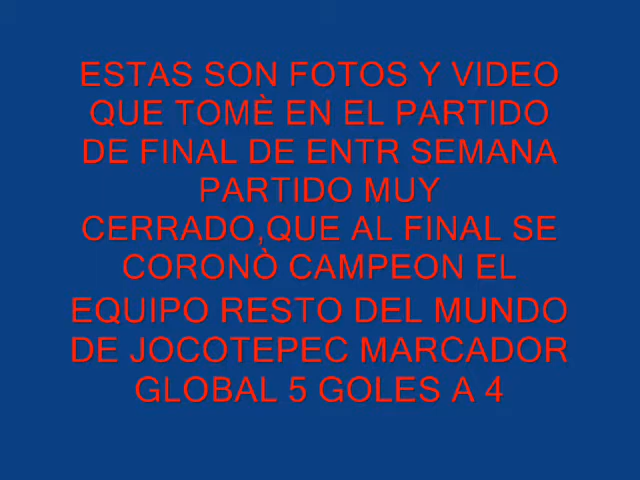 ESTAS SON FOTOS Y VIDEO
QUE TOMÈ EN EL PARTIDO
DE FINAL DE ENTR SEMANA
PARTIDO MUY
CERRADO,QUE AL FINAL SE
CORONÒ CAMPEON EL
EQUIPO RESTO DEL MUNDO
DE JOCOTEPEC MARCADOR
GLOBAL 5 GOLES A 4